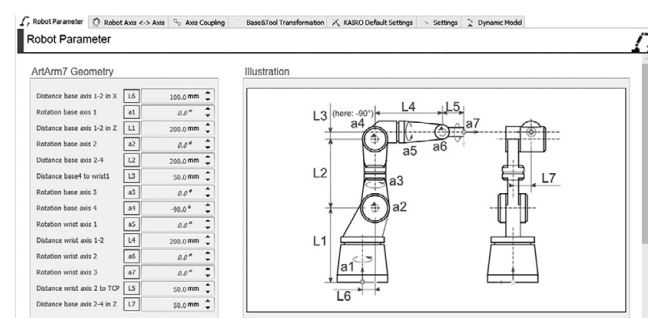 Robot Parameter Robot Axis <-> Axis Axis Coupling Base&Tool Transformation KAIRO Default Settings Settings Dynamic Model
Robot Parameter
ArtArm7 Geometry
Distance base axis 1-2 in X L6 100.0 mm
Rotation base axis 1 a1 0.0 °
Distance base axis 1-2 in Z L1 200.0 mm
Rotation base axis 2 a2 0.0 °
Distance base axis 2-4 L2 200.0 mm
Distance base4 to wrist1 L3 50.0 mm
Rotation base axis 3 a3 0.0 °
Rotation base axis 4 a4 -90.0 °
Rotation wrist axis 1 a5 0.0 °
Distance wrist axis 1-2 L4 200.0 mm
Rotation wrist axis 2 a6 0.0 °
Rotation wrist axis 3 a7 0.0 °
Distance wrist axis 2 to TCP L5 50.0 mm
Distance base axis 2-4 in Z L7 50.0 mm
Illustration
L4 L5
L3 (here: -90°)
a4 a7
a5 a6
L2 a3 L7
a2
L1
a1
L6